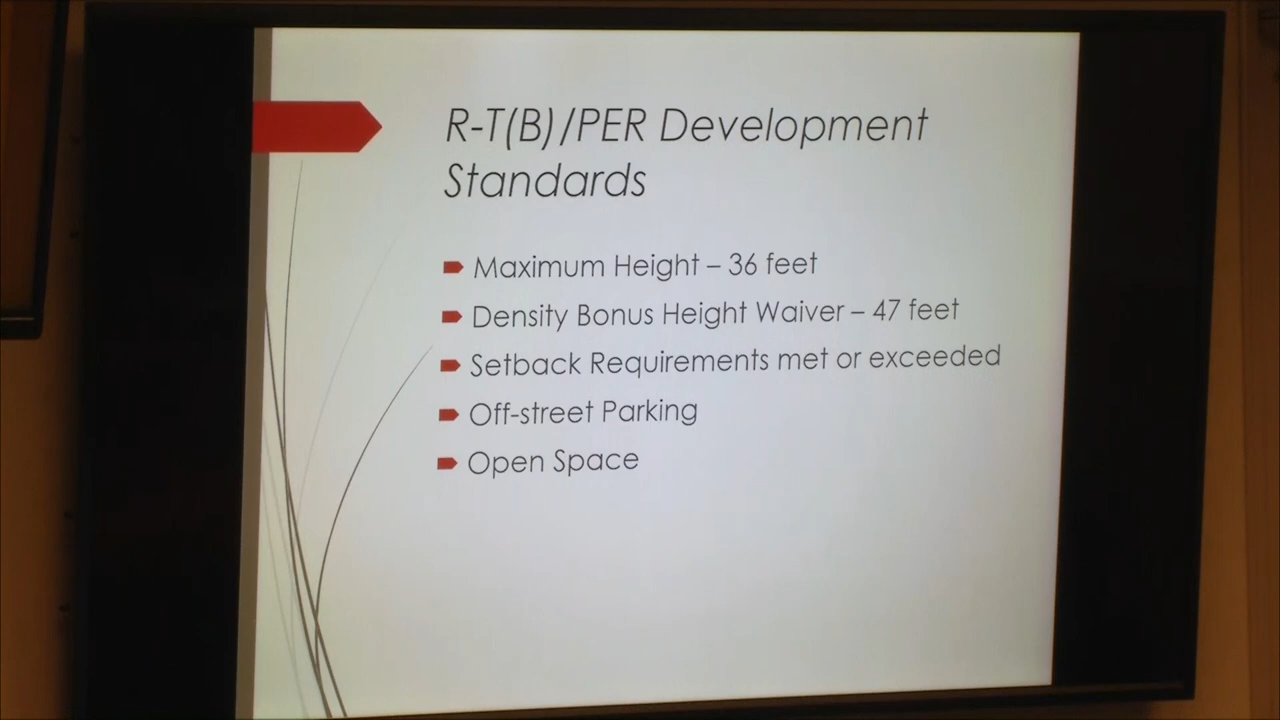 R-T(B)/PER Development
Standards
Maximum Height – 36 feet
Density Bonus Height Waiver – 47 feet
Setback Requirements met or exceeded
Off-street Parking
Open Space